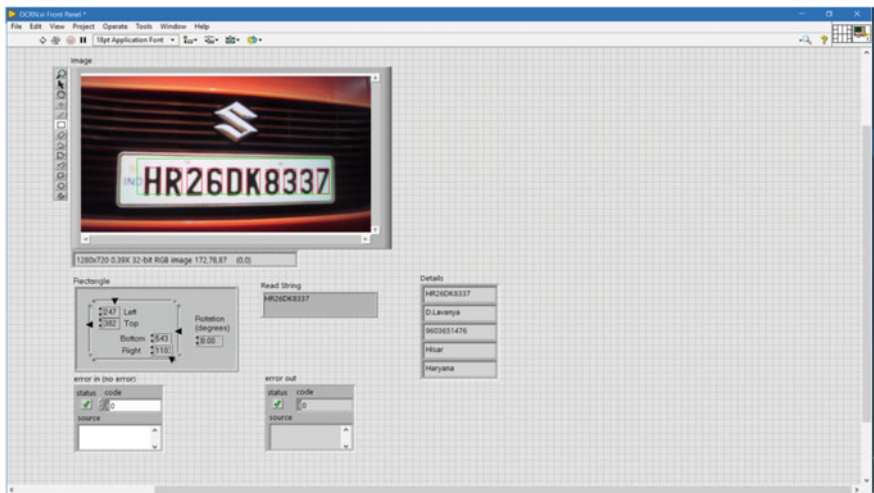 OCRN.vi Front Panel *
File Edit View Project Operate Tools Window Help
18pt Application Font
Image
IND HR26DK8337
1280x720 0.39X 32-bit RGB image 172,76,87 (0,0)
Rectangle
247 Left
382 Top
Bottom 543
Right
Rotation
(degrees)
0.00
Read String
HR26DK8337
Details
HR26DK8337
D.Lavanya
9603651476
Hisar
Haryana
error in (no error)
status code
0
source
error out
status code
0
source